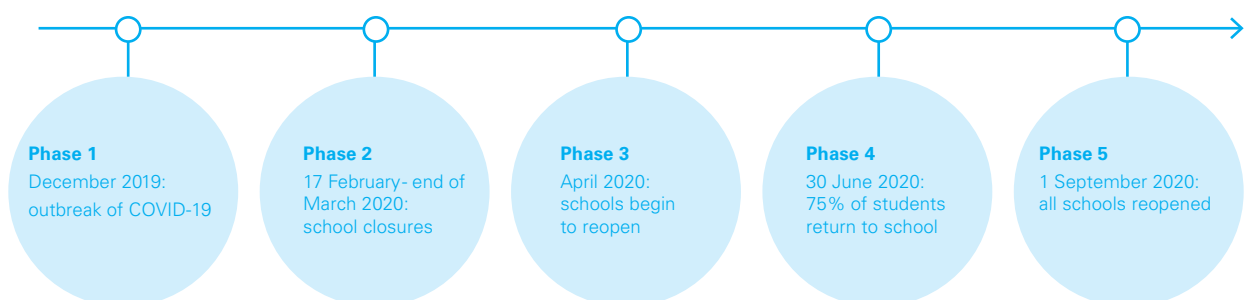 Phase 1
December 2019:
outbreak of COVID-19
Phase 2
17 February- end of
March 2020:
school closures
Phase 3
April 2020:
schools begin
to reopen
Phase 4
30 June 2020:
75% of students
return to school
Phase 5
1 September 2020:
all schools reopened